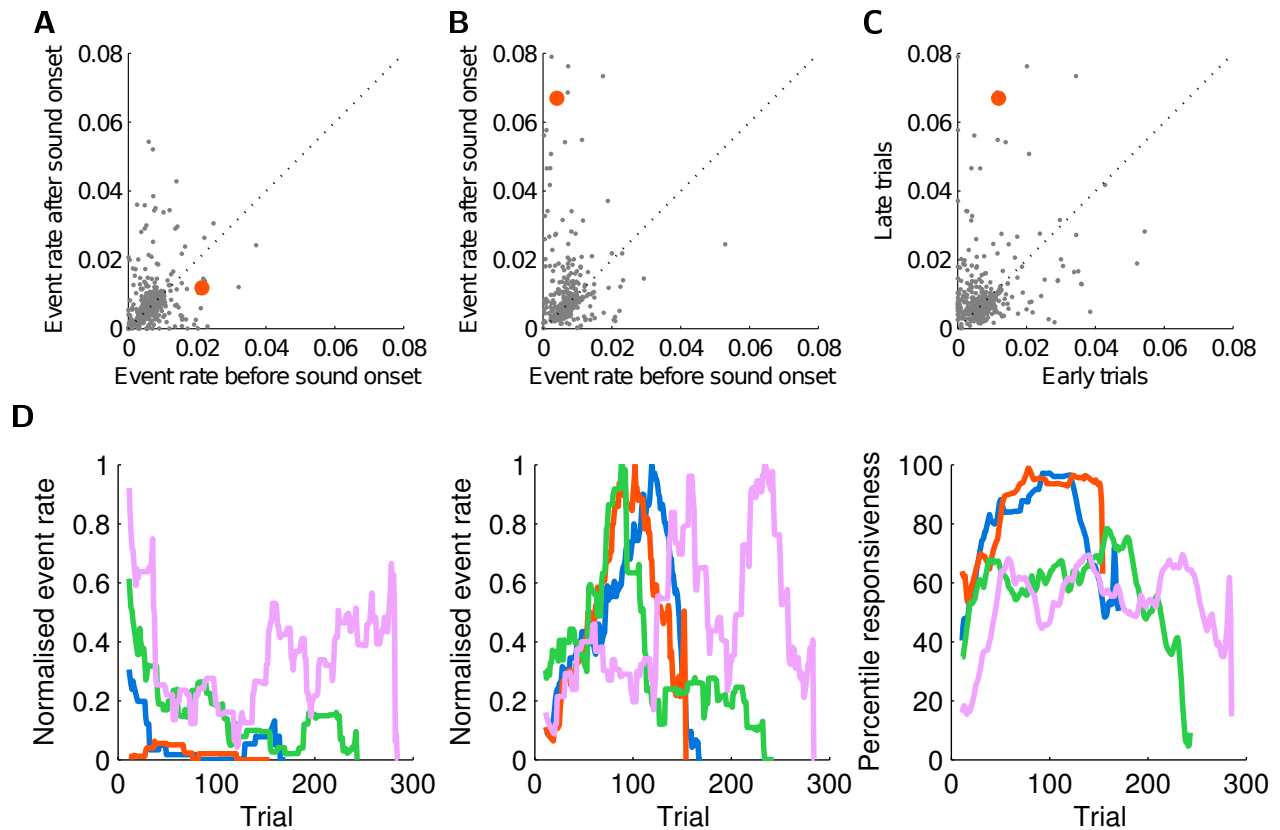 A
B
C
Event rate after sound onset
0.08
0.06
0.04
0.02
0
0 0.02 0.04 0.06 0.08
Event rate before sound onset
Event rate after sound onset
0.08
0.06
0.04
0.02
0
0 0.02 0.04 0.06 0.08
Event rate before sound onset
Late trials
0.08
0.06
0.04
0.02
0
0 0.02 0.04 0.06 0.08
Early trials
D
Normalised event rate
1
0.8
0.6
0.4
0.2
0
0 100 200 300
Trial
Normalised event rate
1
0.8
0.6
0.4
0.2
0
0 100 200 300
Trial
Percentile responsiveness
100
80
60
40
20
0
0 100 200 300
Trial